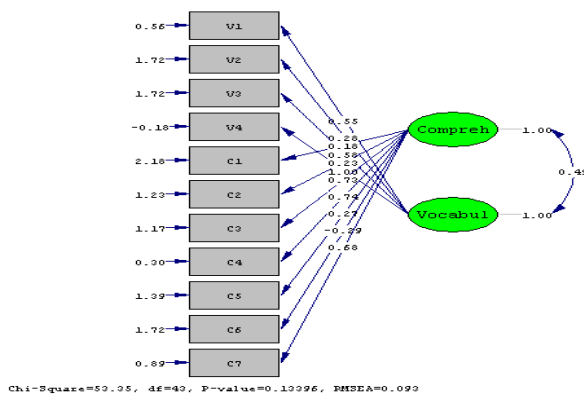 0.56 V1
1.72 V2
1.72 V3
-0.18 V4
2.18 C1
1.23 C2
1.17 C3
0.30 C4
1.39 C5
1.72 C6
0.89 C7
0.55
0.28
0.18
0.58
0.23
1.00
0.73
0.74
0.27
-0.29
0.68
Compreh 1.00
Vocabul 1.00
Chi-Square=53.35, df=43, P-value=0.13396, RMSEA=0.093